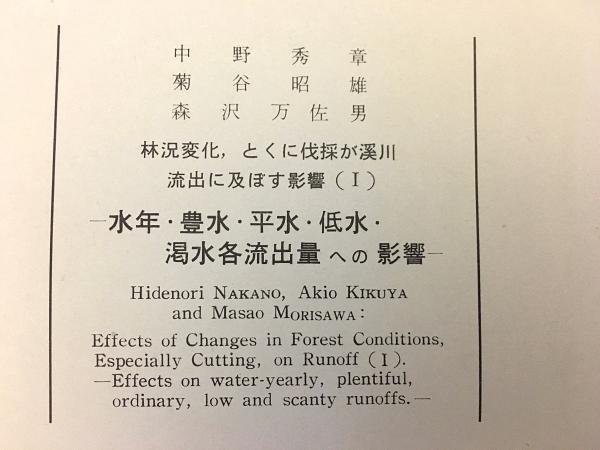 中野秀章
菊谷昭雄
森沢万佐男
林況変化，とくに伐採が溪川
流出に及ぼす影響（I）
—水年・豊水・平水・低水・
渇水各流出量への影響—
Hidenori NAKANO, Akio KIKUYA
and Masao MORISAWA:
Effects of Changes in Forest Conditions,
Especially Cutting, on Runoff (I).
—Effects on water-yearly, plentiful,
ordinary, low and scanty runoffs.—